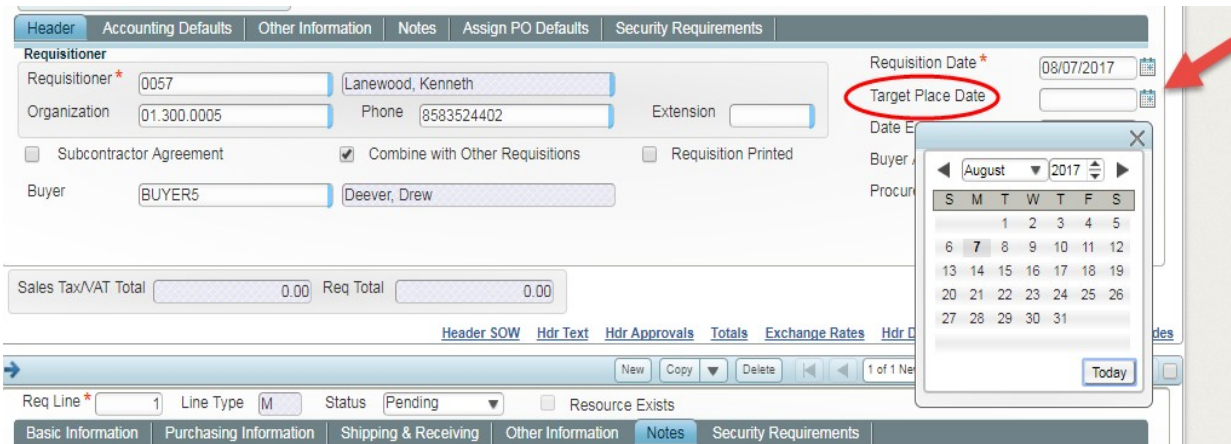 Header Accounting Defaults Other Information Notes Assign PO Defaults Security Requirements
Requisitioner
Requisitioner * 0057 Lanewood, Kenneth Requisition Date * 08/07/2017
Organization 01.300.0005 Phone 8583524402 Extension Target Place Date
Date E
Subcontractor Agreement Combine with Other Requisitions Requisition Printed Buyer
Buyer BUYER5 Deever, Drew Procure
August 2017
S M T W T F S
1 2 3 4 5
6 7 8 9 10 11 12
13 14 15 16 17 18 19
20 21 22 23 24 25 26
27 28 29 30 31
Today
Sales Tax/VAT Total 0.00 Req Total 0.00
Header SOW Hdr Text Hdr Approvals Totals Exchange Rates Hdr D des
New Copy Delete 1 of 1 New
Req Line * 1 Line Type M Status Pending Resource Exists
Basic Information Purchasing Information Shipping & Receiving Other Information Notes Security Requirements